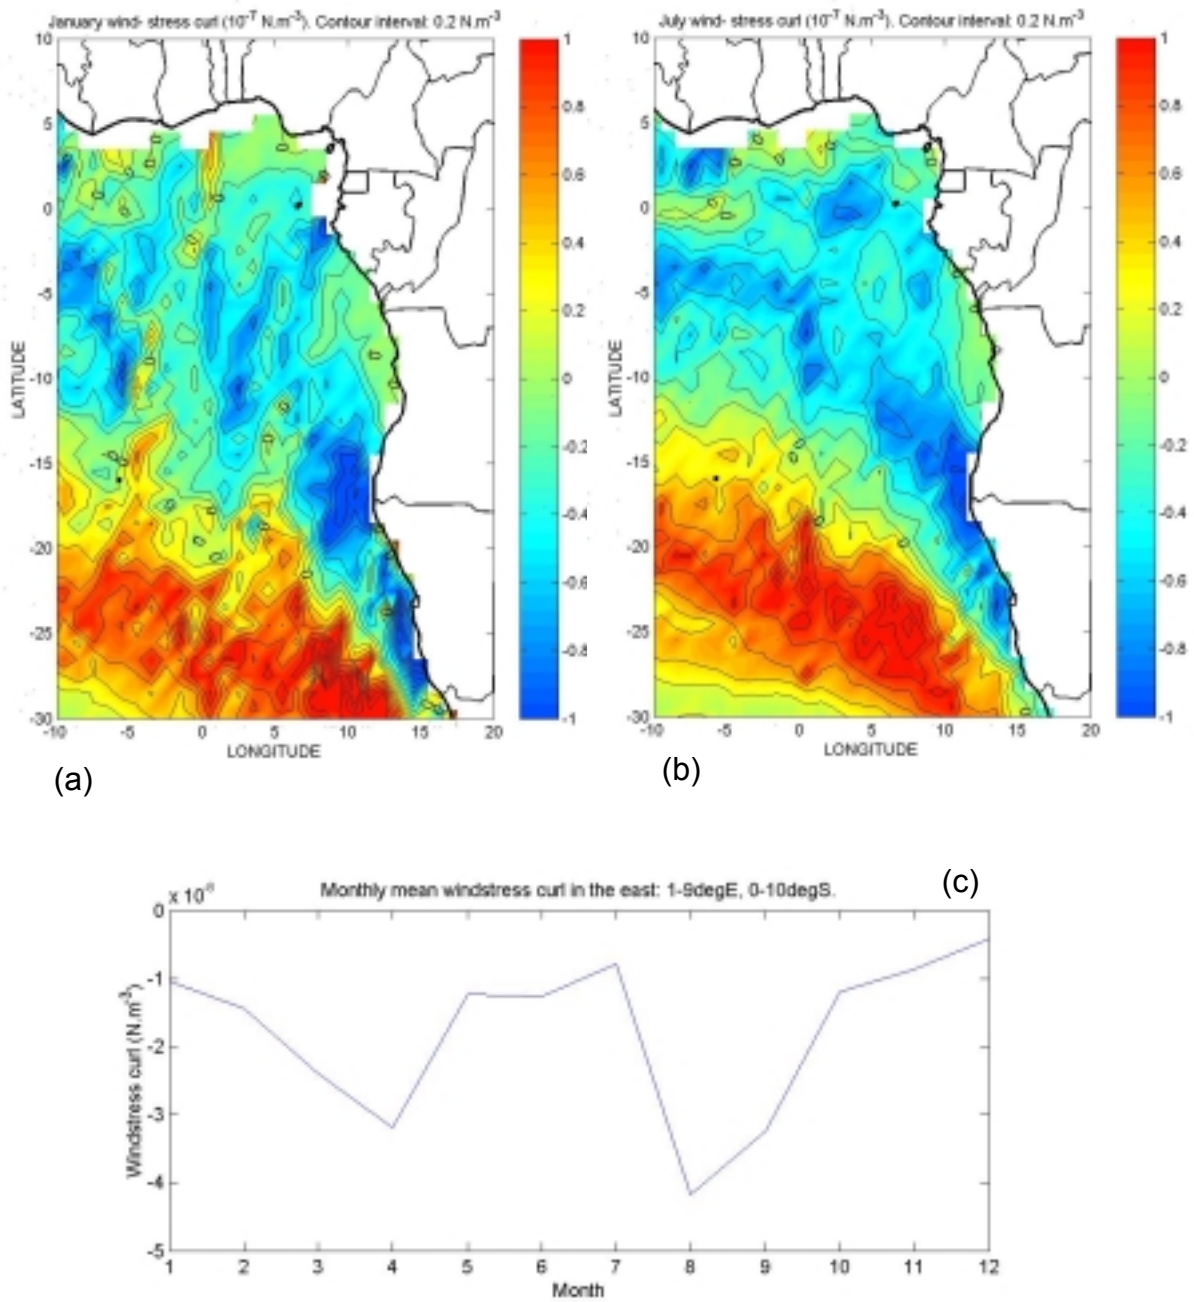 January wind- stress curl (10⁻⁷ N.m⁻³). Contour interval: 0.2 N.m⁻³
10
5
0
-5
-10
-15
-20
-25
-30
LATITUDE
-10 -5 0 5 10 15 20
LONGITUDE
1
0.8
0.6
0.4
0.2
0
-0.2
-0.4
-0.6
-0.8
-1
(a)
July wind- stress curl (10⁻⁷ N.m⁻³). Contour interval: 0.2 N.m⁻³
10
5
0
-5
-10
-15
-20
-25
-30
LATITUDE
-10 -5 0 5 10 15 20
LONGITUDE
1
0.8
0.6
0.4
0.2
0
-0.2
-0.4
-0.6
-0.8
-1
(b)
(c)
Monthly mean windstress curl in the east: 1-9degE, 0-10degS.
x 10⁻⁸
0
-1
-2
-3
-4
-5
Windstress curl (N.m⁻³)
1 2 3 4 5 6 7 8 9 10 11 12
Month